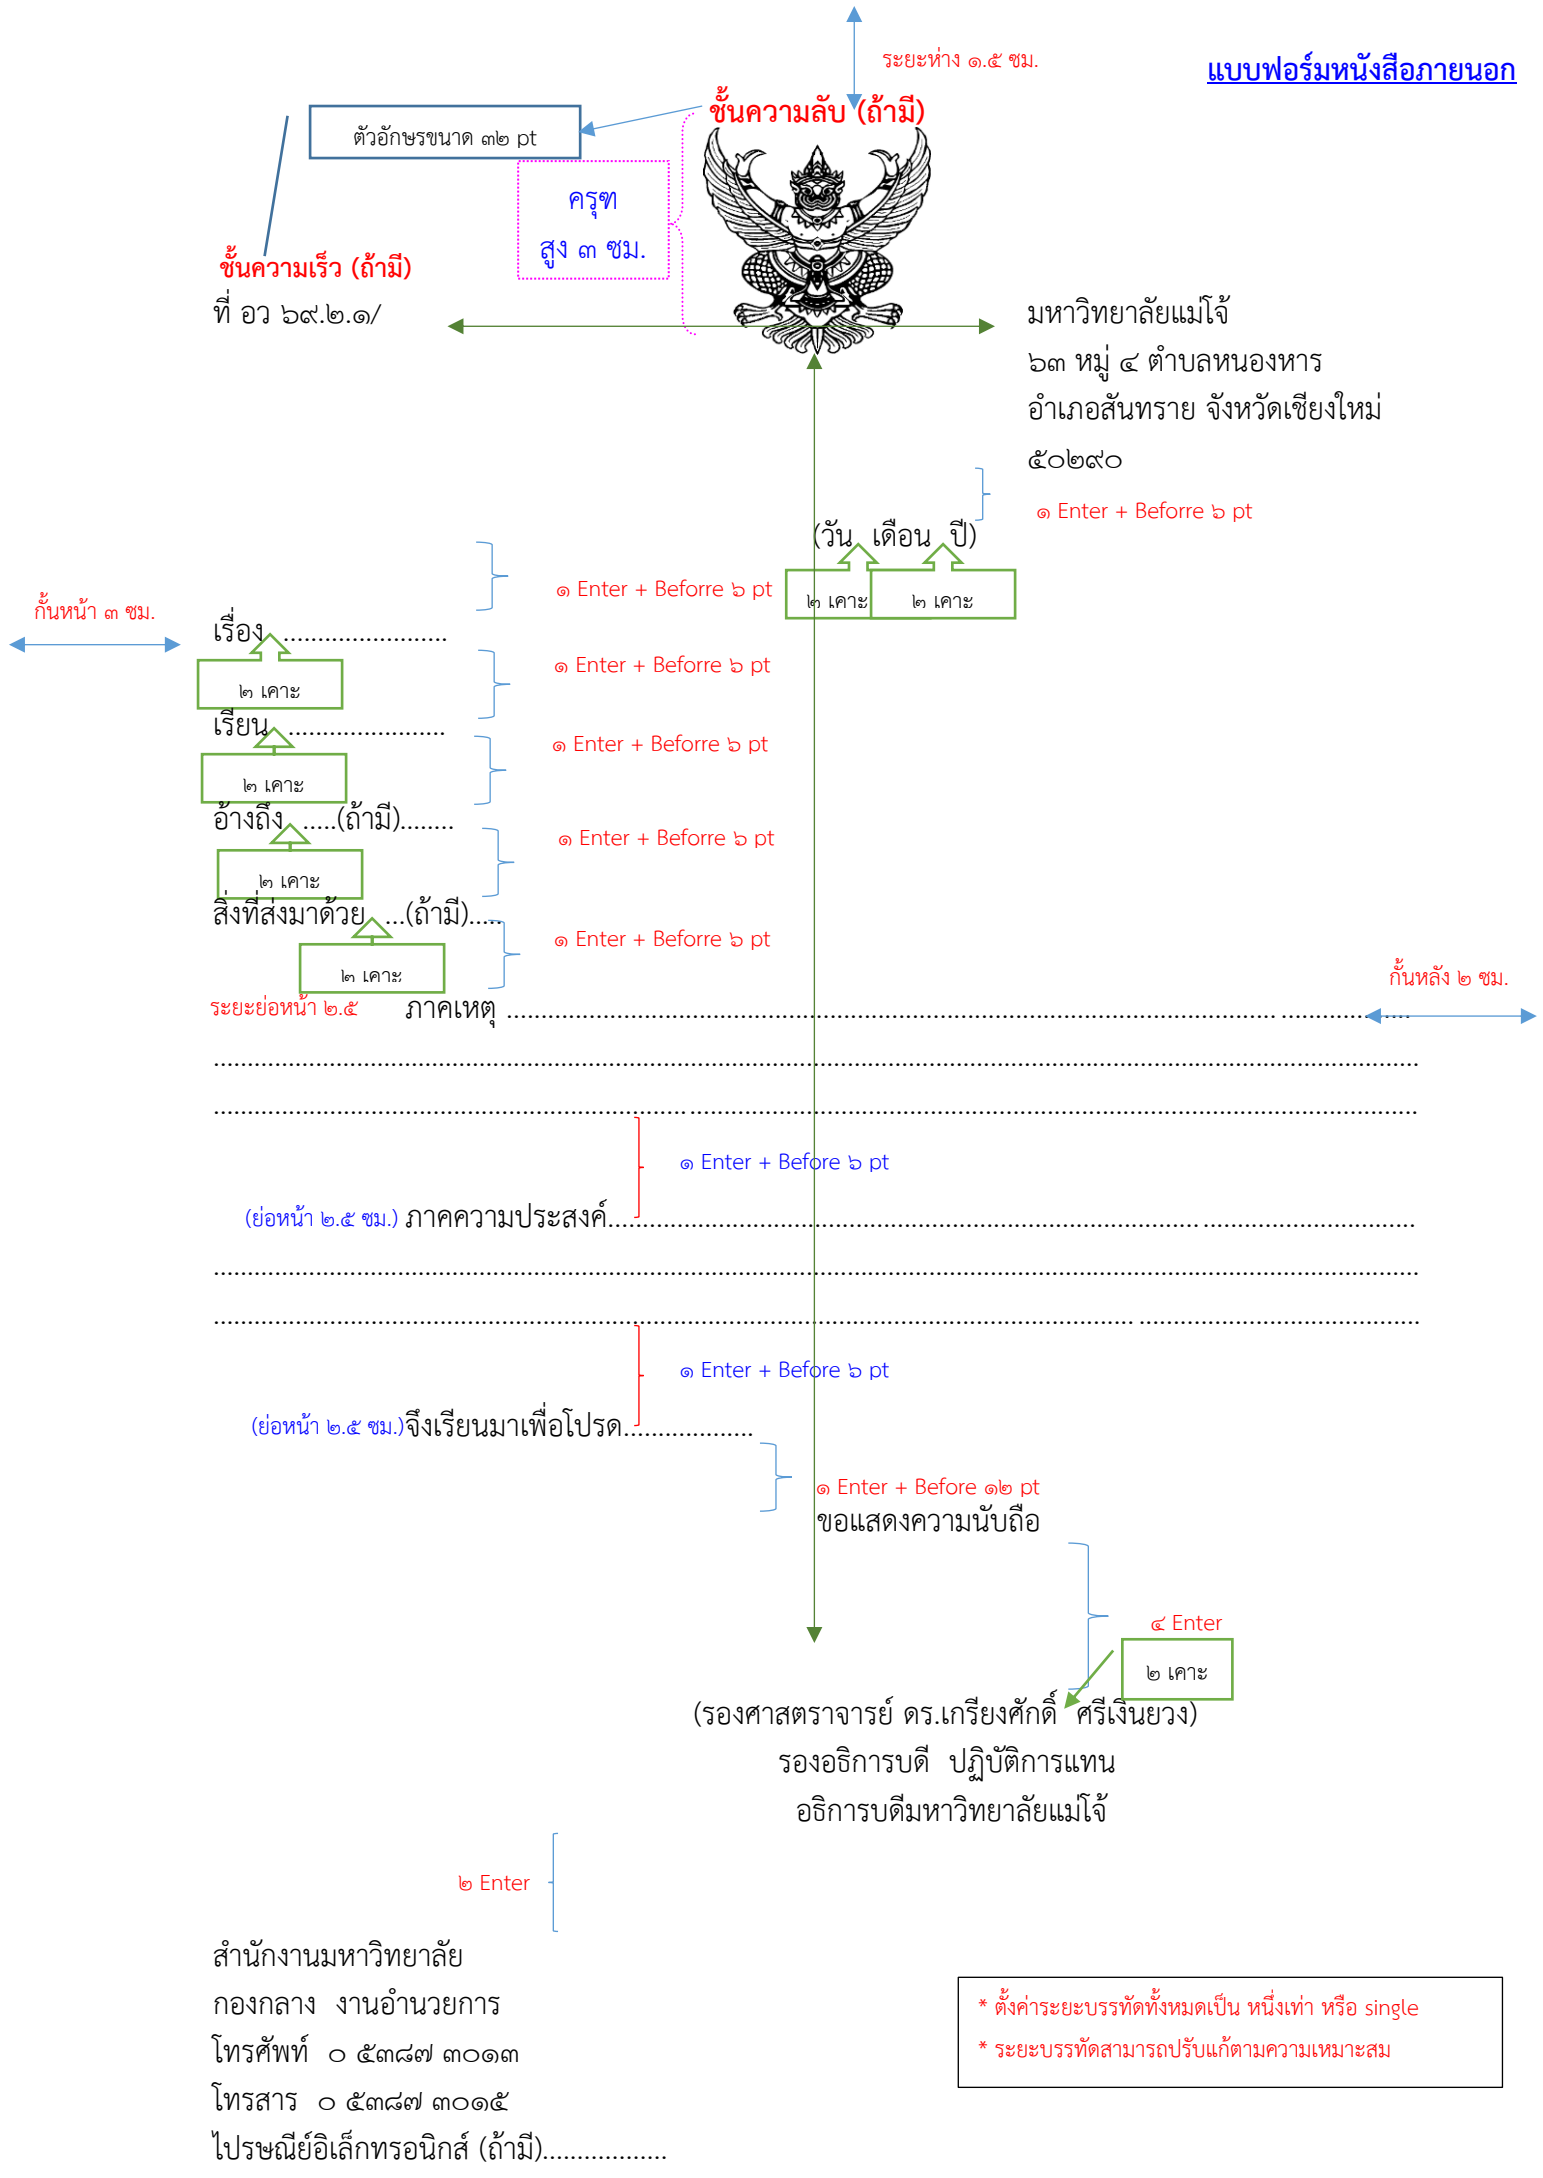 ระยะห่าง ๑.๕ ซม.
แบบฟอร์มหนังสือภายนอก
ชั้นความลับ (ถ้ามี)
ตัวอักษรขนาด ๓๒ pt
ครุฑ
สูง ๓ ซม.
ชั้นความเร็ว (ถ้ามี)
ที่ อว ๖๙.๒.๑/
มหาวิทยาลัยแม่โจ้
๖๓ หมู่ ๔ ตำบลหนองหาร
อำเภอสันทราย จังหวัดเชียงใหม่
๕๐๒๙๐
๑ Enter + Beforre ๖ pt
(วัน เดือน ปี)
๑ Enter + Beforre ๖ pt
๒ เคาะ
๒ เคาะ
กั้นหน้า ๓ ซม.
เรื่อง ........................
๑ Enter + Beforre ๖ pt
๒ เคาะ
เรียน .......................
๑ Enter + Beforre ๖ pt
๒ เคาะ
อ้างถึง .....(ถ้ามี)........
๑ Enter + Beforre ๖ pt
๒ เคาะ
สิ่งที่ส่งมาด้วย ...(ถ้ามี).....
๑ Enter + Beforre ๖ pt
๒ เคาะ
กั้นหลัง ๒ ซม.
ระยะย่อหน้า ๒.๕ ภาคเหตุ ....................................................................................................................................
................................................................................................................................................................................
................................................................................................................................................................................
๑ Enter + Before ๖ pt
(ย่อหน้า ๒.๕ ซม.) ภาคความประสงค์......................................................................................................................
................................................................................................................................................................................
................................................................................................................................................................................
๑ Enter + Before ๖ pt
(ย่อหน้า ๒.๕ ซม.) จึงเรียนมาเพื่อโปรด...................
๑ Enter + Before ๑๒ pt
ขอแสดงความนับถือ
๔ Enter
๒ เคาะ
(รองศาสตราจารย์ ดร.เกรียงศักดิ์ ศรีเงินยวง)
รองอธิการบดี ปฏิบัติการแทน
อธิการบดีมหาวิทยาลัยแม่โจ้
๒ Enter
สำนักงานมหาวิทยาลัย
กองกลาง งานอำนวยการ
โทรศัพท์ ๐ ๕๓๘๗ ๓๐๑๓
โทรสาร ๐ ๕๓๘๗ ๓๐๑๕
ไปรษณีย์อิเล็กทรอนิกส์ (ถ้ามี)..................
* ตั้งค่าระยะบรรทัดทั้งหมดเป็น หนึ่งเท่า หรือ single
* ระยะบรรทัดสามารถปรับแก้ตามความเหมาะสม